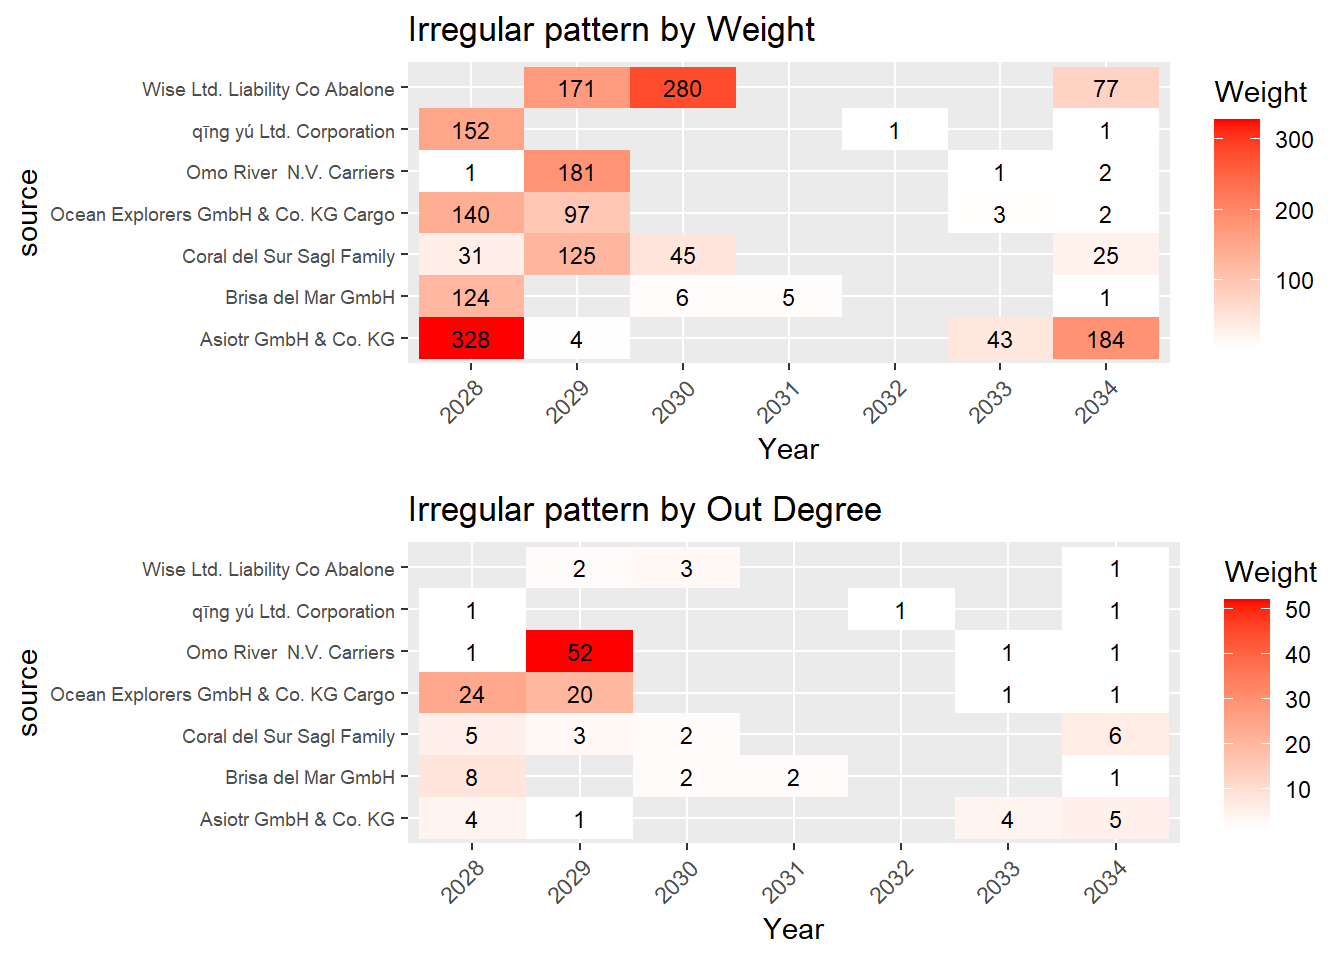 Irregular pattern by Weight
source
Wise Ltd. Liability Co Abalone 171 280 77
qīng yú Ltd. Corporation 152 1 1
Omo River  N.V. Carriers 1 181 1 2
Ocean Explorers GmbH & Co. KG Cargo 140 97 3 2
Coral del Sur Sagl Family 31 125 45 25
Brisa del Mar GmbH 124 6 5 1
Asiotr GmbH & Co. KG 328 4 43 184
2028 2029 2030 2031 2032 2033 2034
Year
Weight
300
200
100
Irregular pattern by Out Degree
source
Wise Ltd. Liability Co Abalone 2 3 1
qīng yú Ltd. Corporation 1 1 1
Omo River  N.V. Carriers 1 52 1 1
Ocean Explorers GmbH & Co. KG Cargo 24 20 1 1
Coral del Sur Sagl Family 5 3 2 6
Brisa del Mar GmbH 8 2 2 1
Asiotr GmbH & Co. KG 4 1 4 5
2028 2029 2030 2031 2032 2033 2034
Year
Weight
50
40
30
20
10